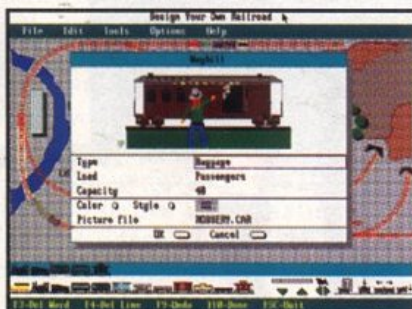 Design Your Own Railroad
File Edit Tools Options Help
Waybill
Type Baggage
Load Passengers
Capacity 40
Color Style
Picture File ROBBERY.CAR
OK Cancel
F3-Del Word F4-Del Line F9-Undo F10-Done ESC-Quit